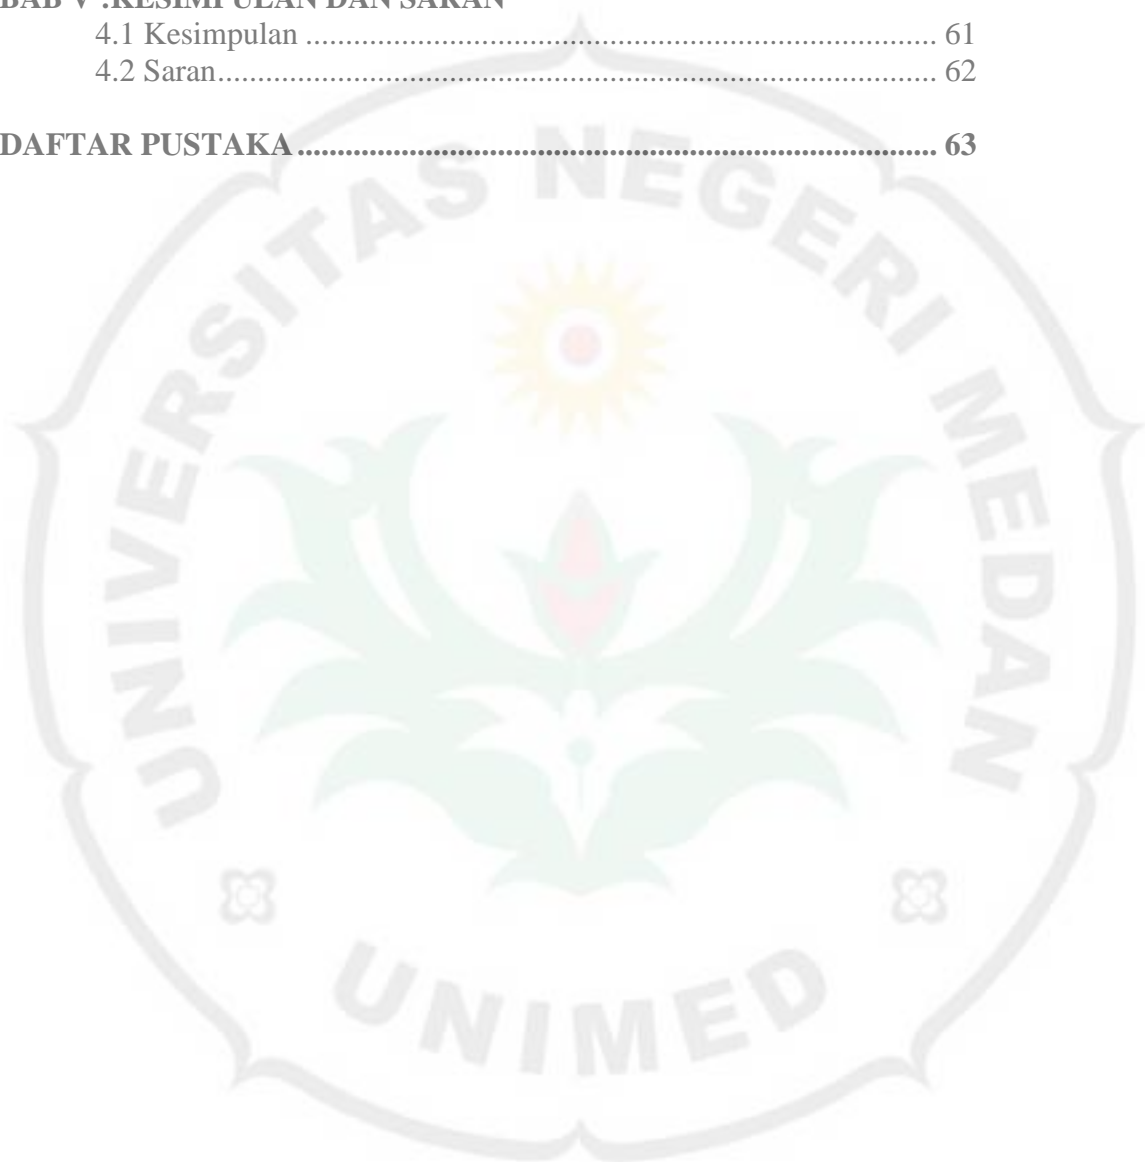 BAB V :KESIMPULAN DAN SARAN
4.1 Kesimpulan .................................................................... 61
4.2 Saran............................................................................. 62
DAFTAR PUSTAKA ................................................................................ 63
UNIVERSITAS NEGERI MEDAN
UNIMED